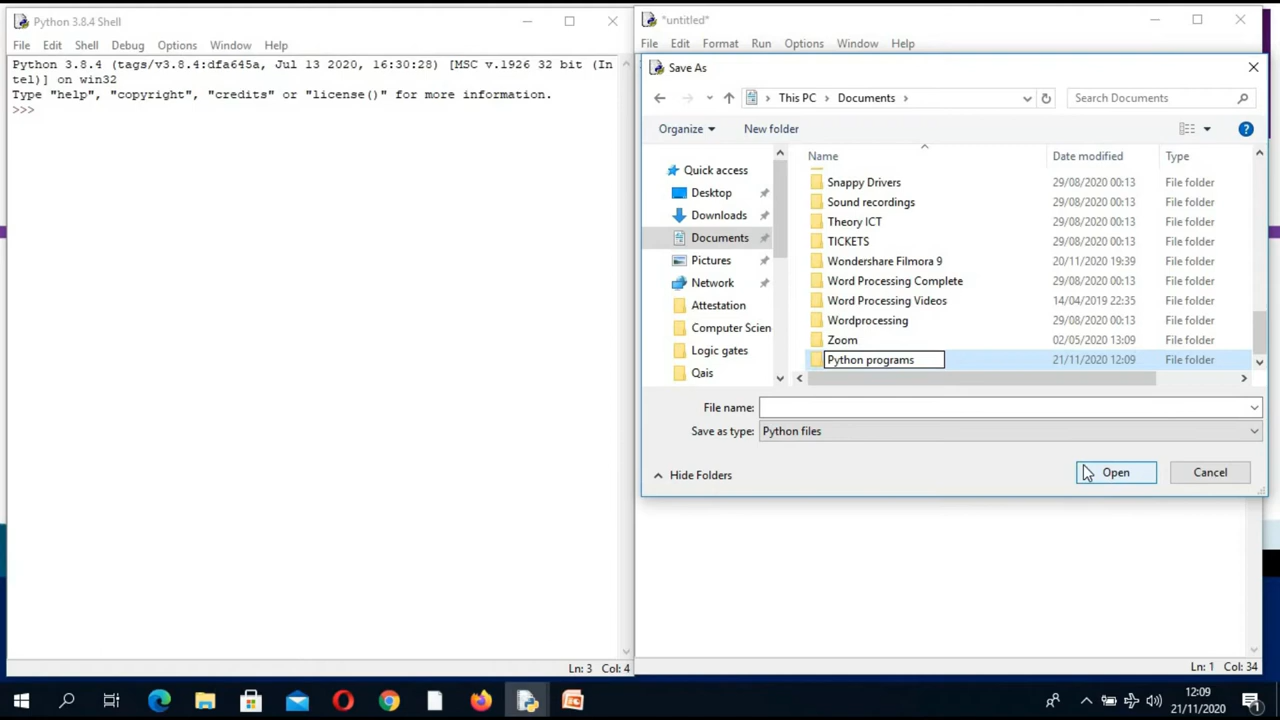 Python 3.8.4 Shell
File Edit Shell Debug Options Window Help
Python 3.8.4 (tags/v3.8.4:dfa645a, Jul 13 2020, 16:30:28) [MSC v.1926 32 bit (In
tel)] on win32
Type "help", "copyright", "credits" or "license()" for more information.
>>>
Ln: 3 Col: 4
*untitled*
File Edit Format Run Options Window Help
Save As
This PC > Documents >
Search Documents
Organize New folder
Quick access
Desktop
Downloads
Documents
Pictures
Network
Attestation
Computer Scien
Logic gates
Qais
Name Date modified Type
Snappy Drivers 29/08/2020 00:13 File folder
Sound recordings 29/08/2020 00:13 File folder
Theory ICT 29/08/2020 00:13 File folder
TICKETS 29/08/2020 00:13 File folder
Wondershare Filmora 9 20/11/2020 19:39 File folder
Word Processing Complete 29/08/2020 00:13 File folder
Word Processing Videos 14/04/2019 22:35 File folder
Wordprocessing 29/08/2020 00:13 File folder
Zoom 02/05/2020 13:09 File folder
Python programs 21/11/2020 12:09 File folder
File name:
Save as type: Python files
Hide Folders Open Cancel
Ln: 1 Col: 34
12:09
21/11/2020
1